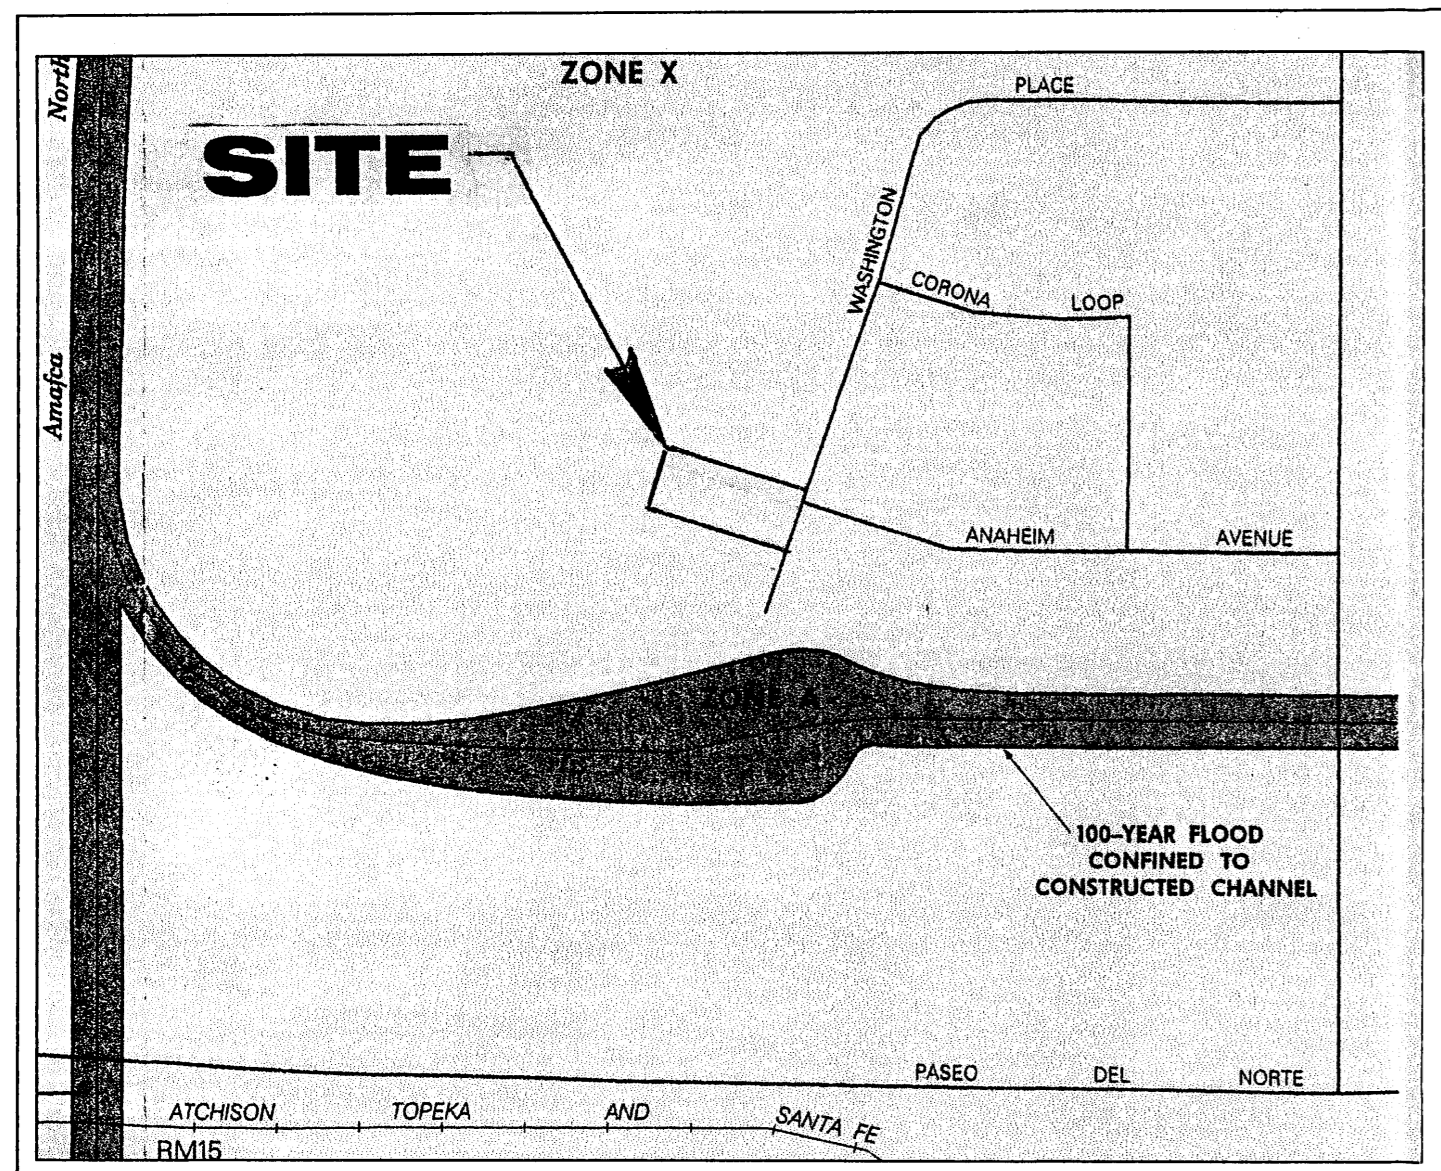 North
Amafca
ZONE X
SITE
PLACE
WASHINGTON
CORONA LOOP
ANAHEIM AVENUE
ZONE A
100-YEAR FLOOD
CONFINED TO
CONSTRUCTED CHANNEL
PASEO DEL NORTE
ATCHISON TOPEKA AND SANTA FE
RM15